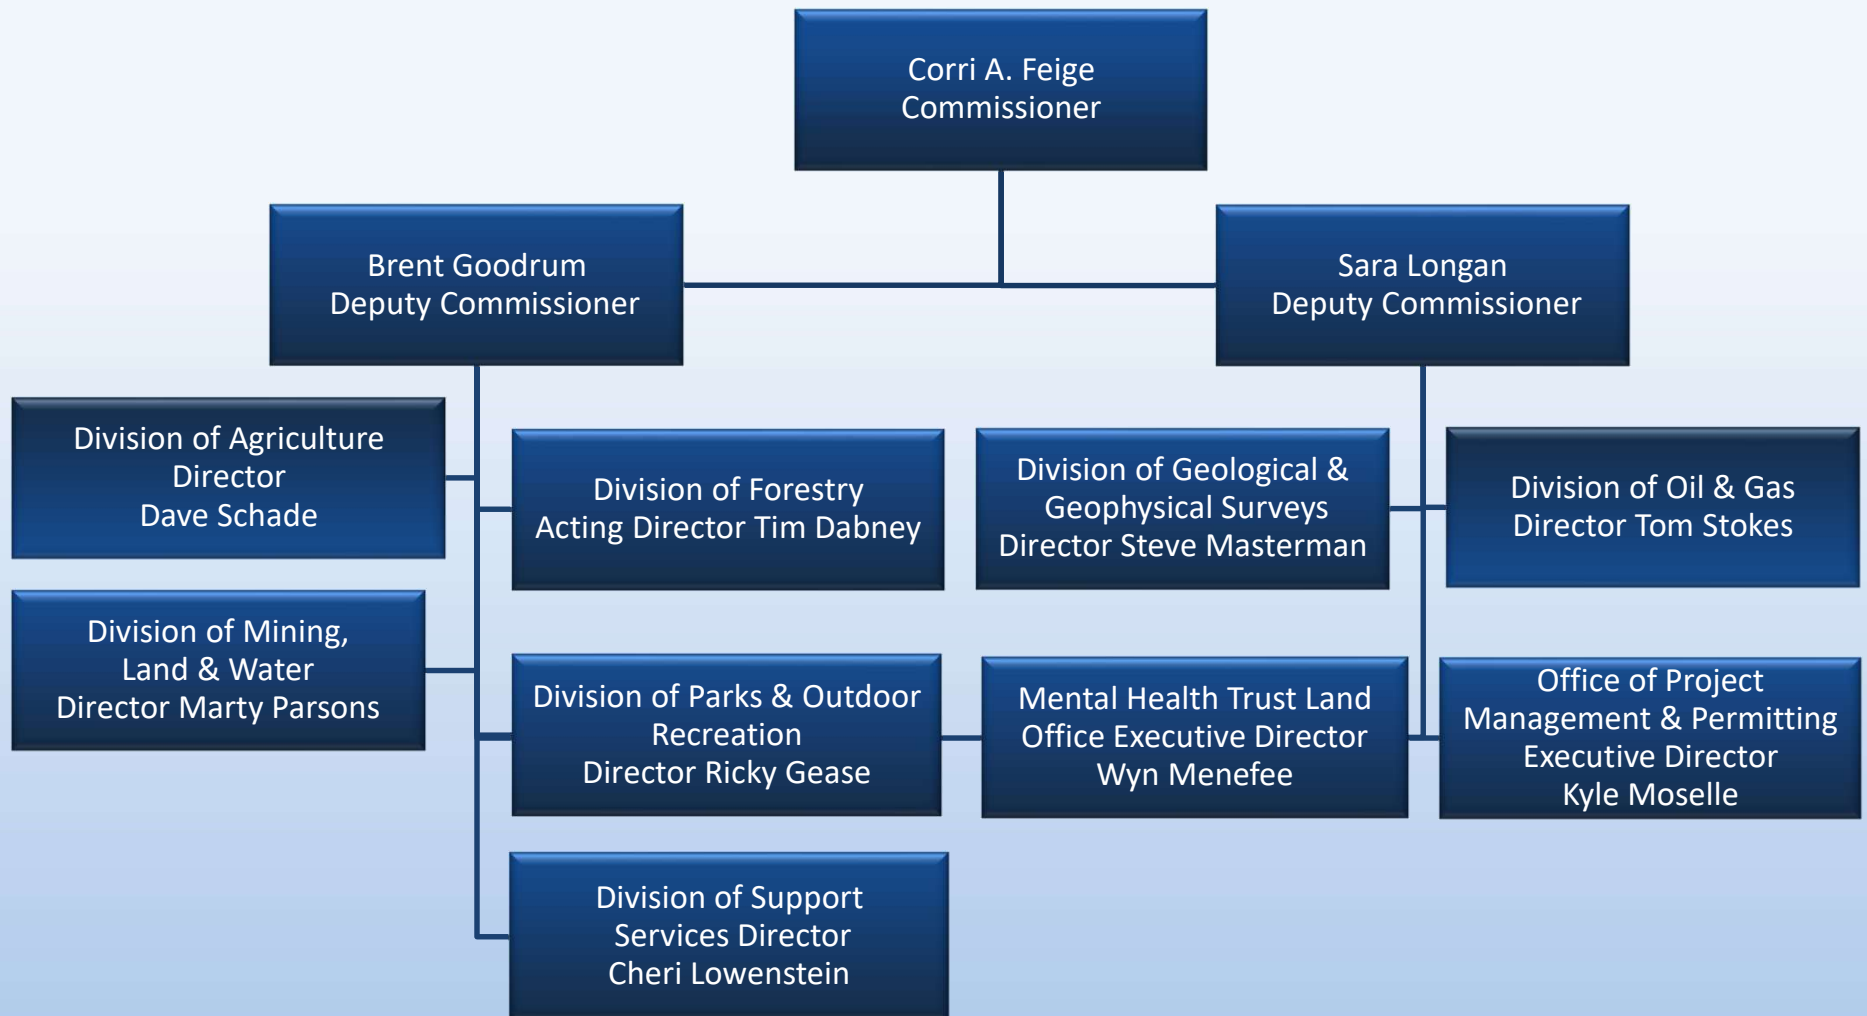 Corri A. Feige
Commissioner
Brent Goodrum
Deputy Commissioner
Sara Longan
Deputy Commissioner
Division of Agriculture
Director
Dave Schade
Division of Forestry
Acting Director Tim Dabney
Division of Geological &
Geophysical Surveys
Director Steve Masterman
Division of Oil & Gas
Director Tom Stokes
Division of Mining,
Land & Water
Director Marty Parsons
Division of Parks & Outdoor
Recreation
Director Ricky Gease
Mental Health Trust Land
Office Executive Director
Wyn Menefee
Office of Project
Management & Permitting
Executive Director
Kyle Moselle
Division of Support
Services Director
Cheri Lowenstein